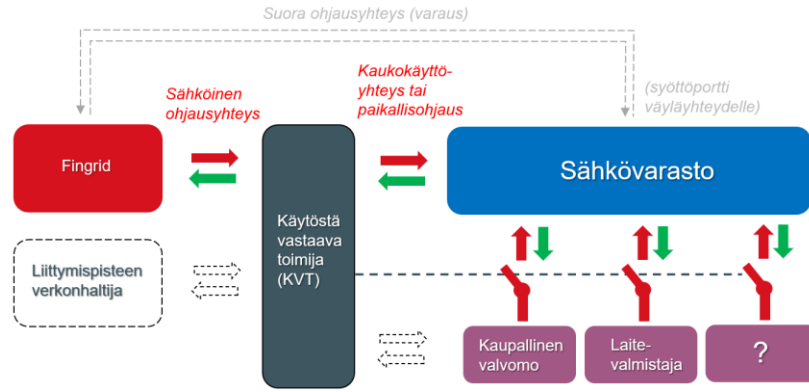 Suora ohjausyhteys (varaus)
Sähköinen
ohjausyhteys
Kaukokäyttö-
yhteys tai
paikallisohjaus
(syöttöportti
väyläyhteydelle)
Fingrid
Sähkövarasto
Käytöstä
vastaava
toimija
(KVT)
Liittymispisteen
verkonhaltija
Kaupallinen
valvomo
Laite-
valmistaja
?